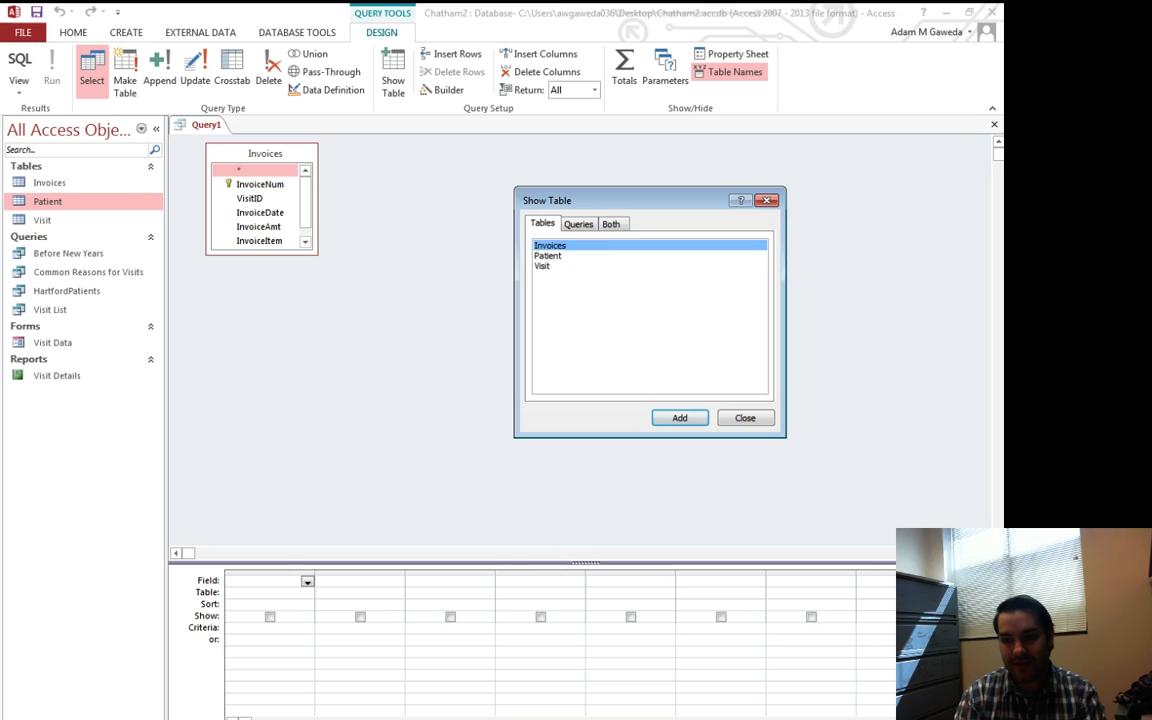 QUERY TOOLS
Chatham2 : Database- C:\Users\awgaweda036\Desktop\Chatham2.accdb (Access 2007 - 2013 file format) - Access
FILE HOME CREATE EXTERNAL DATA DATABASE TOOLS DESIGN
Adam M Gaweda
SQL
View
Run
Results
Select
Make Table
Append
Update
Crosstab
Delete
Union
Pass-Through
Data Definition
Query Type
Show Table
Insert Rows
Delete Rows
Builder
Insert Columns
Delete Columns
Return: All
Query Setup
Totals
Parameters
Property Sheet
Table Names
Show/Hide
All Access Obje...
Search...
Tables
Invoices
Patient
Visit
Queries
Before New Years
Common Reasons for Visits
HartfordPatients
Visit List
Forms
Visit Data
Reports
Visit Details
Query1
Invoices
*
InvoiceNum
VisitID
InvoiceDate
InvoiceAmt
InvoiceItem
Show Table
Tables Queries Both
Invoices
Patient
Visit
Add Close
Field:
Table:
Sort:
Show:
Criteria:
or: